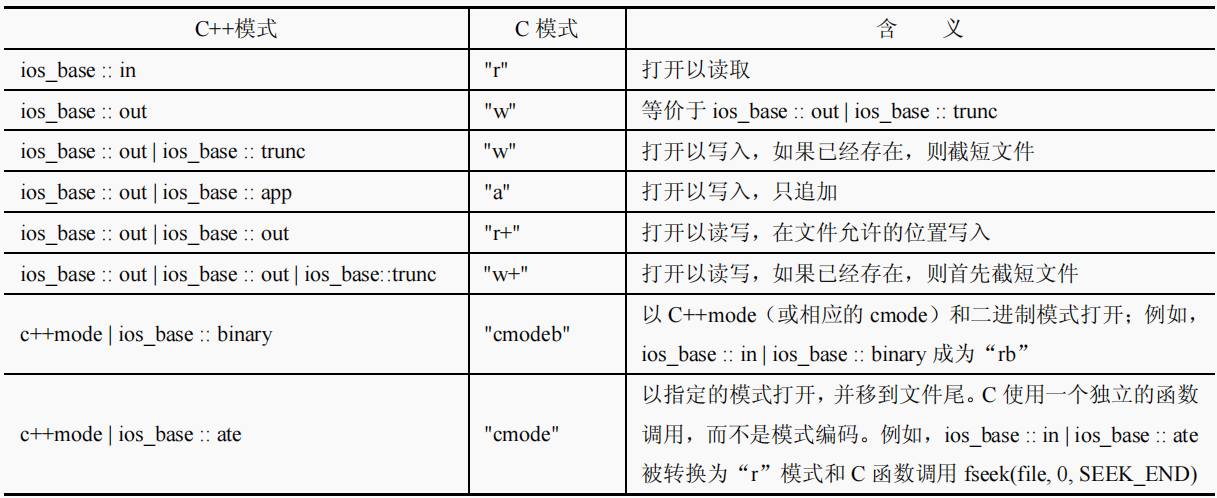 C++模式 C 模式 含 义
ios_base :: in "r" 打开以读取
ios_base :: out "w" 等价于 ios_base :: out | ios_base :: trunc
ios_base :: out | ios_base :: trunc "w" 打开以写入，如果已经存在，则截短文件
ios_base :: out | ios_base :: app "a" 打开以写入，只追加
ios_base :: out | ios_base :: out "r+" 打开以读写，在文件允许的位置写入
ios_base :: out | ios_base :: out | ios_base::trunc "w+" 打开以读写，如果已经存在，则首先截短文件
c++mode | ios_base :: binary "cmodeb" 以 C++mode（或相应的 cmode）和二进制模式打开；例如，
ios_base :: in | ios_base :: binary 成为“rb”
c++mode | ios_base :: ate "cmode" 以指定的模式打开，并移到文件尾。C 使用一个独立的函数
调用，而不是模式编码。例如，ios_base :: in | ios_base :: ate
被转换为“r”模式和 C 函数调用 fseek(file, 0, SEEK_END)